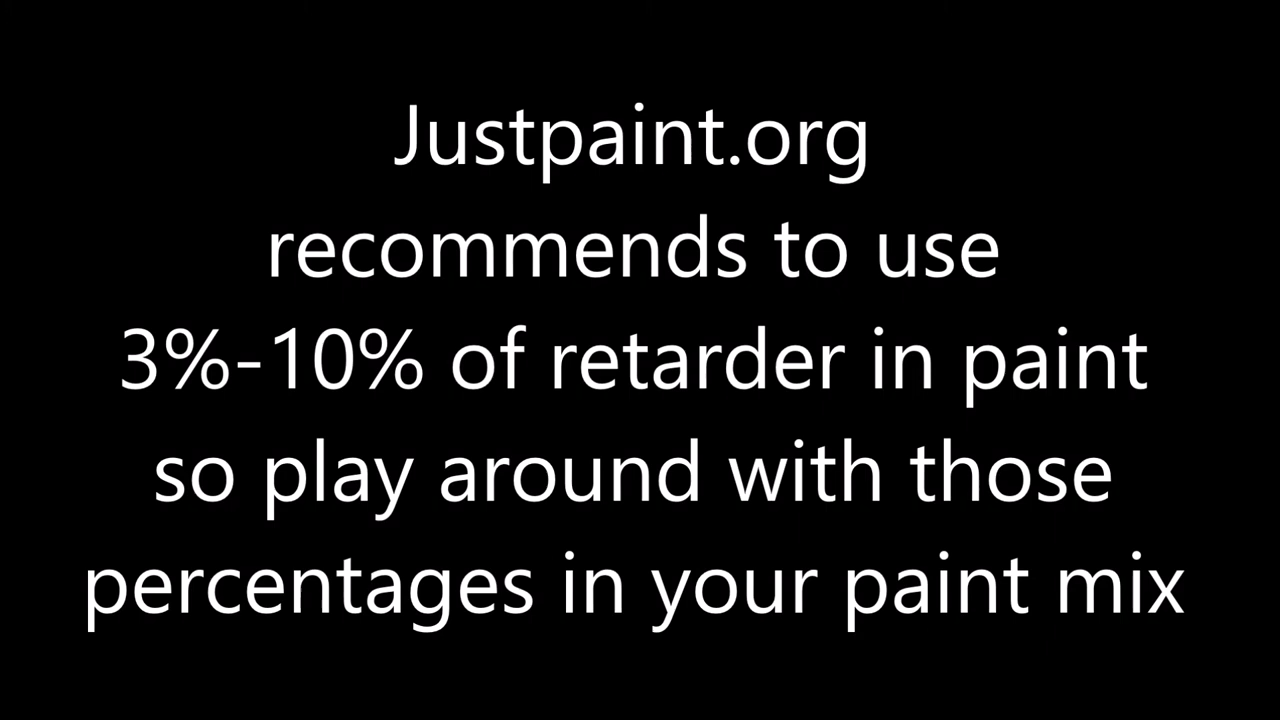 Justpaint.org
recommends to use
3%-10% of retarder in paint
so play around with those
percentages in your paint mix